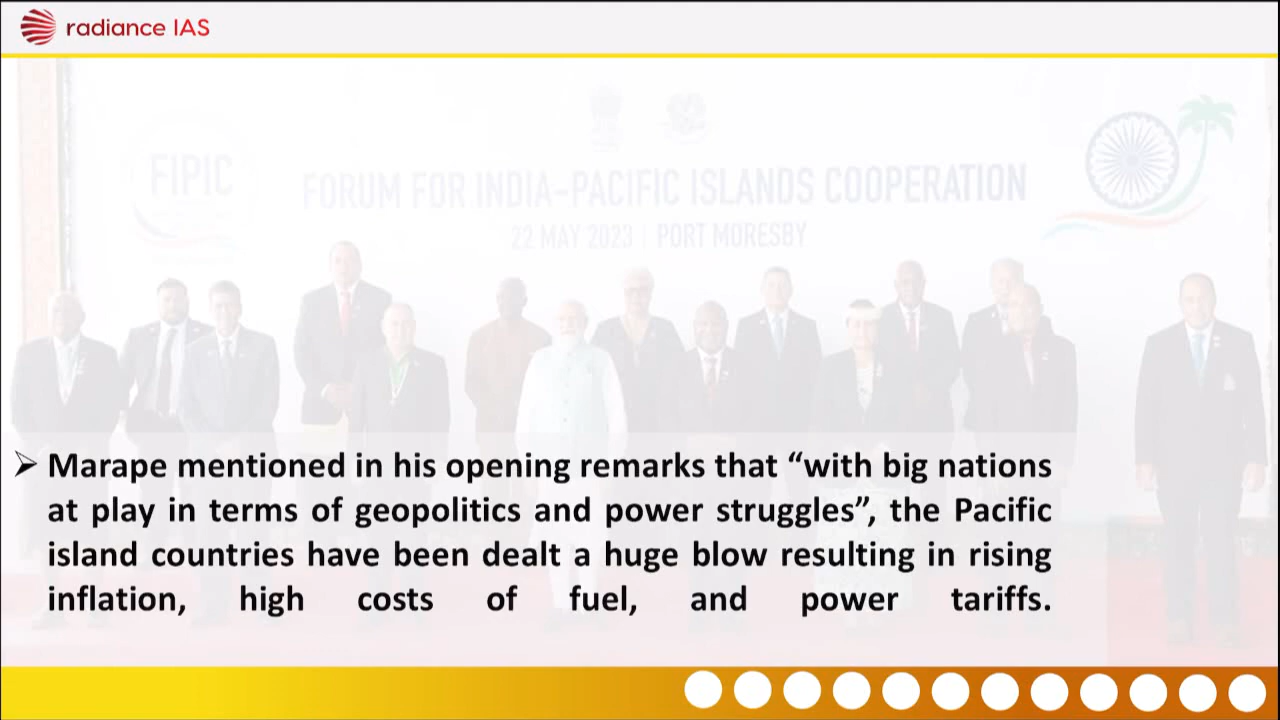 radiance IAS
FIPIC
FORUM FOR INDIA-PACIFIC ISLANDS COOPERATION
22 MAY 2023 | PORT MORESBY
➢ Marape mentioned in his opening remarks that “with big nations
at play in terms of geopolitics and power struggles”, the Pacific
island countries have been dealt a huge blow resulting in rising
inflation, high costs of fuel, and power tariffs.